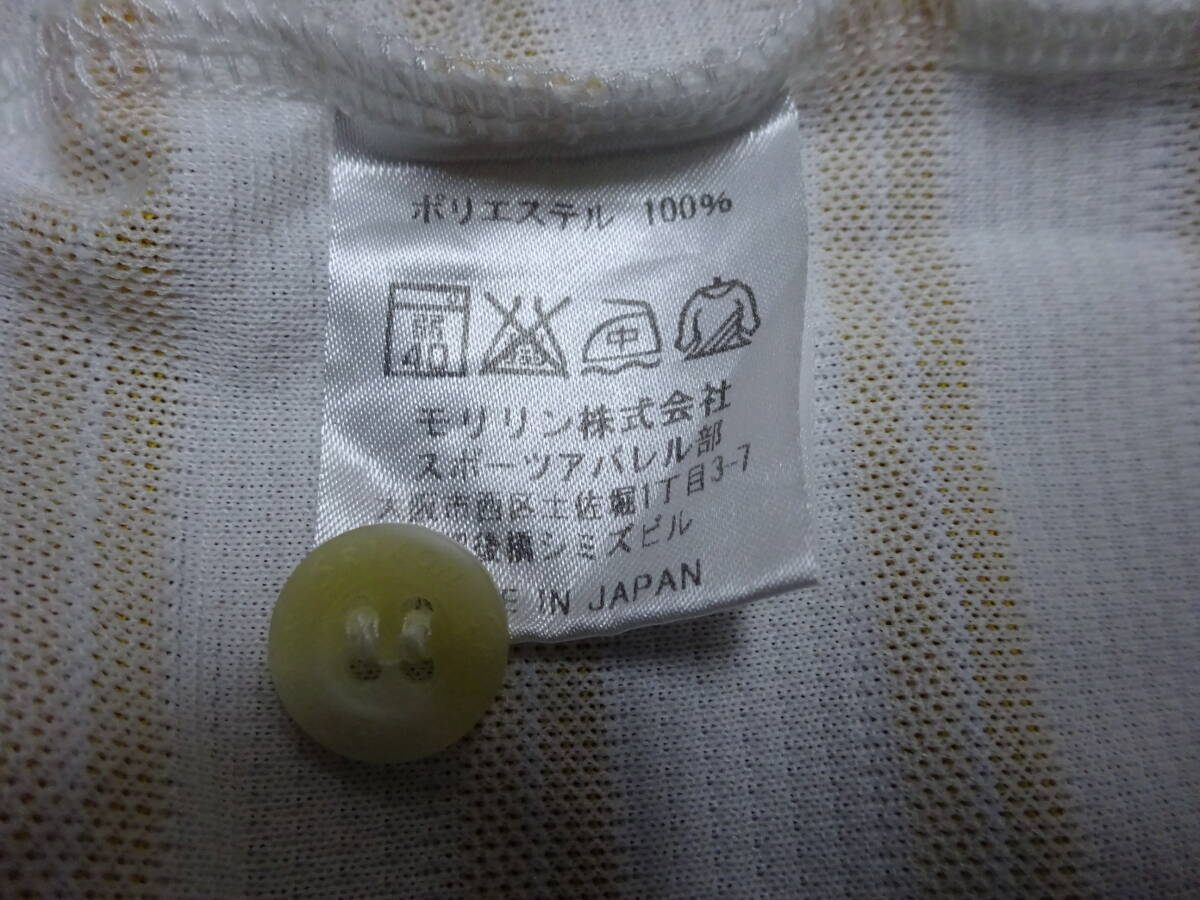 ポリエステル 100%
40
中
モリリン株式会社
スポーツアパレル部
大阪市西区土佐堀1丁目3-7
後橋シミズビル
IN JAPAN